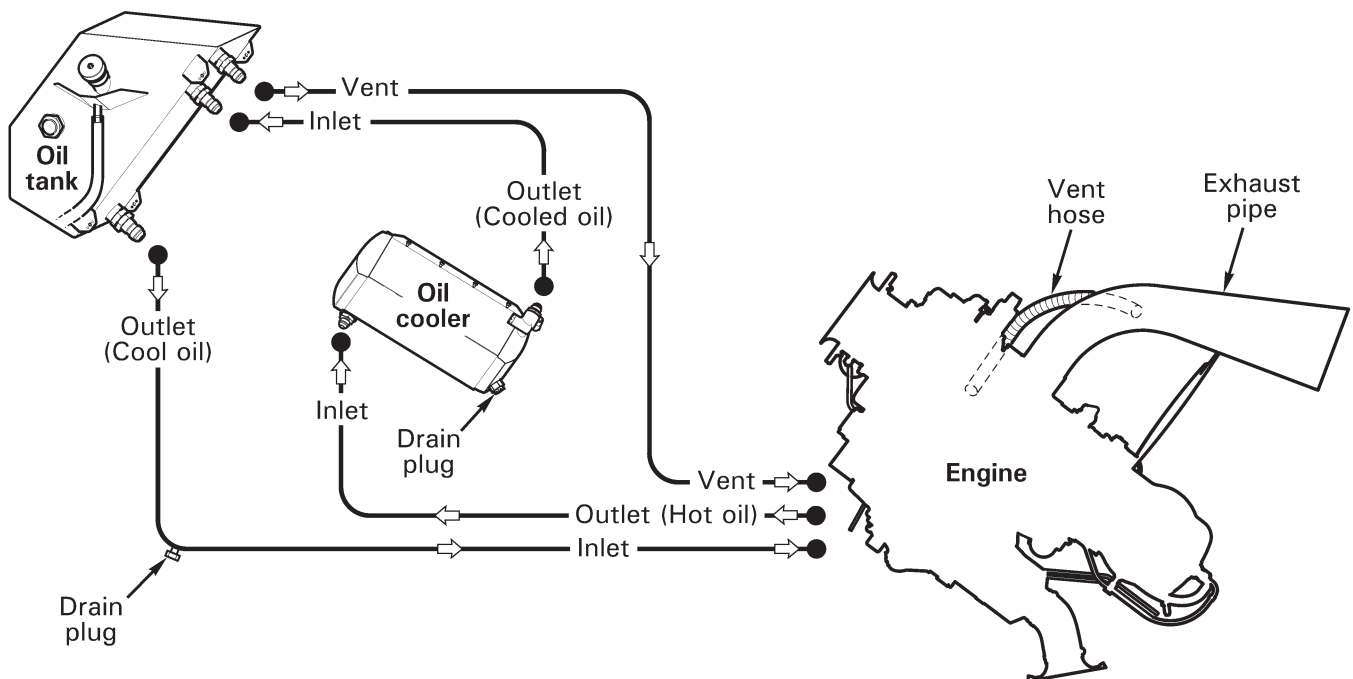 Vent
Inlet
Oil
tank
Outlet
(Cooled oil)
Vent
hose
Exhaust
pipe
Oil
cooler
Outlet
(Cool oil)
Inlet
Drain
plug
Engine
Vent
Outlet (Hot oil)
Inlet
Drain
plug